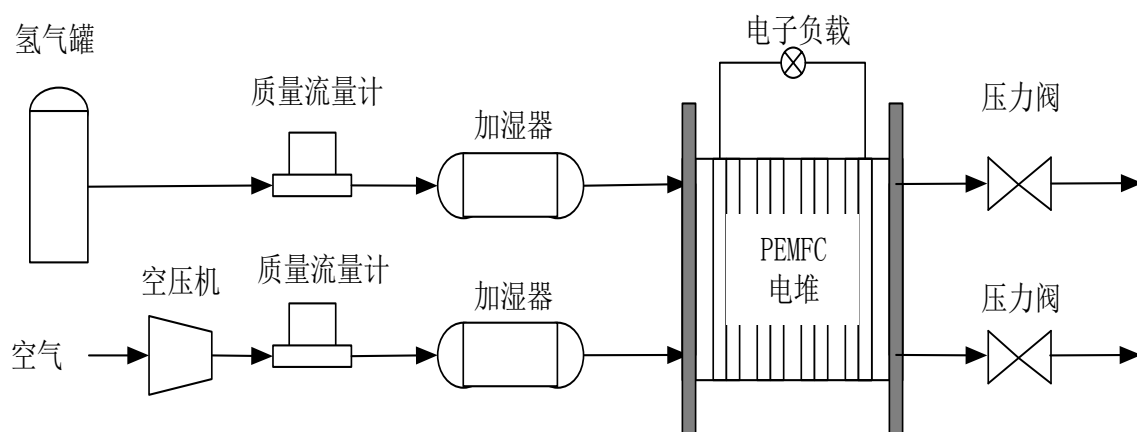 氢气罐
质量流量计
加湿器
电子负载
压力阀
空气
空压机
质量流量计
加湿器
PEMFC
电堆
压力阀